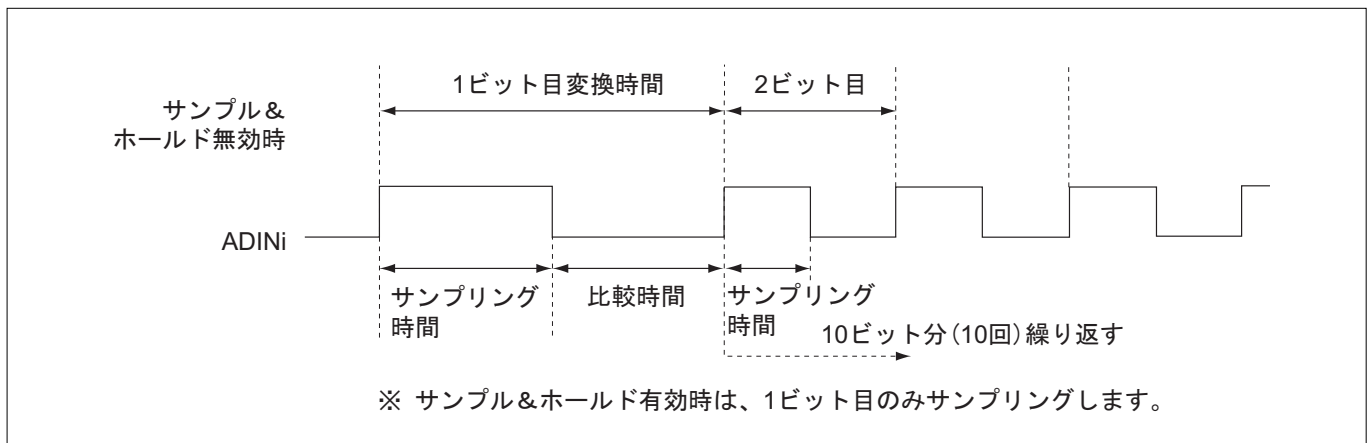 1ビット目変換時間
2ビット目
サンプル&
ホールド無効時
ADINi
サンプリング
時間
比較時間
サンプリング
時間
10ビット分(10回)繰り返す
※ サンプル&ホールド有効時は、1ビット目のみサンプリングします。